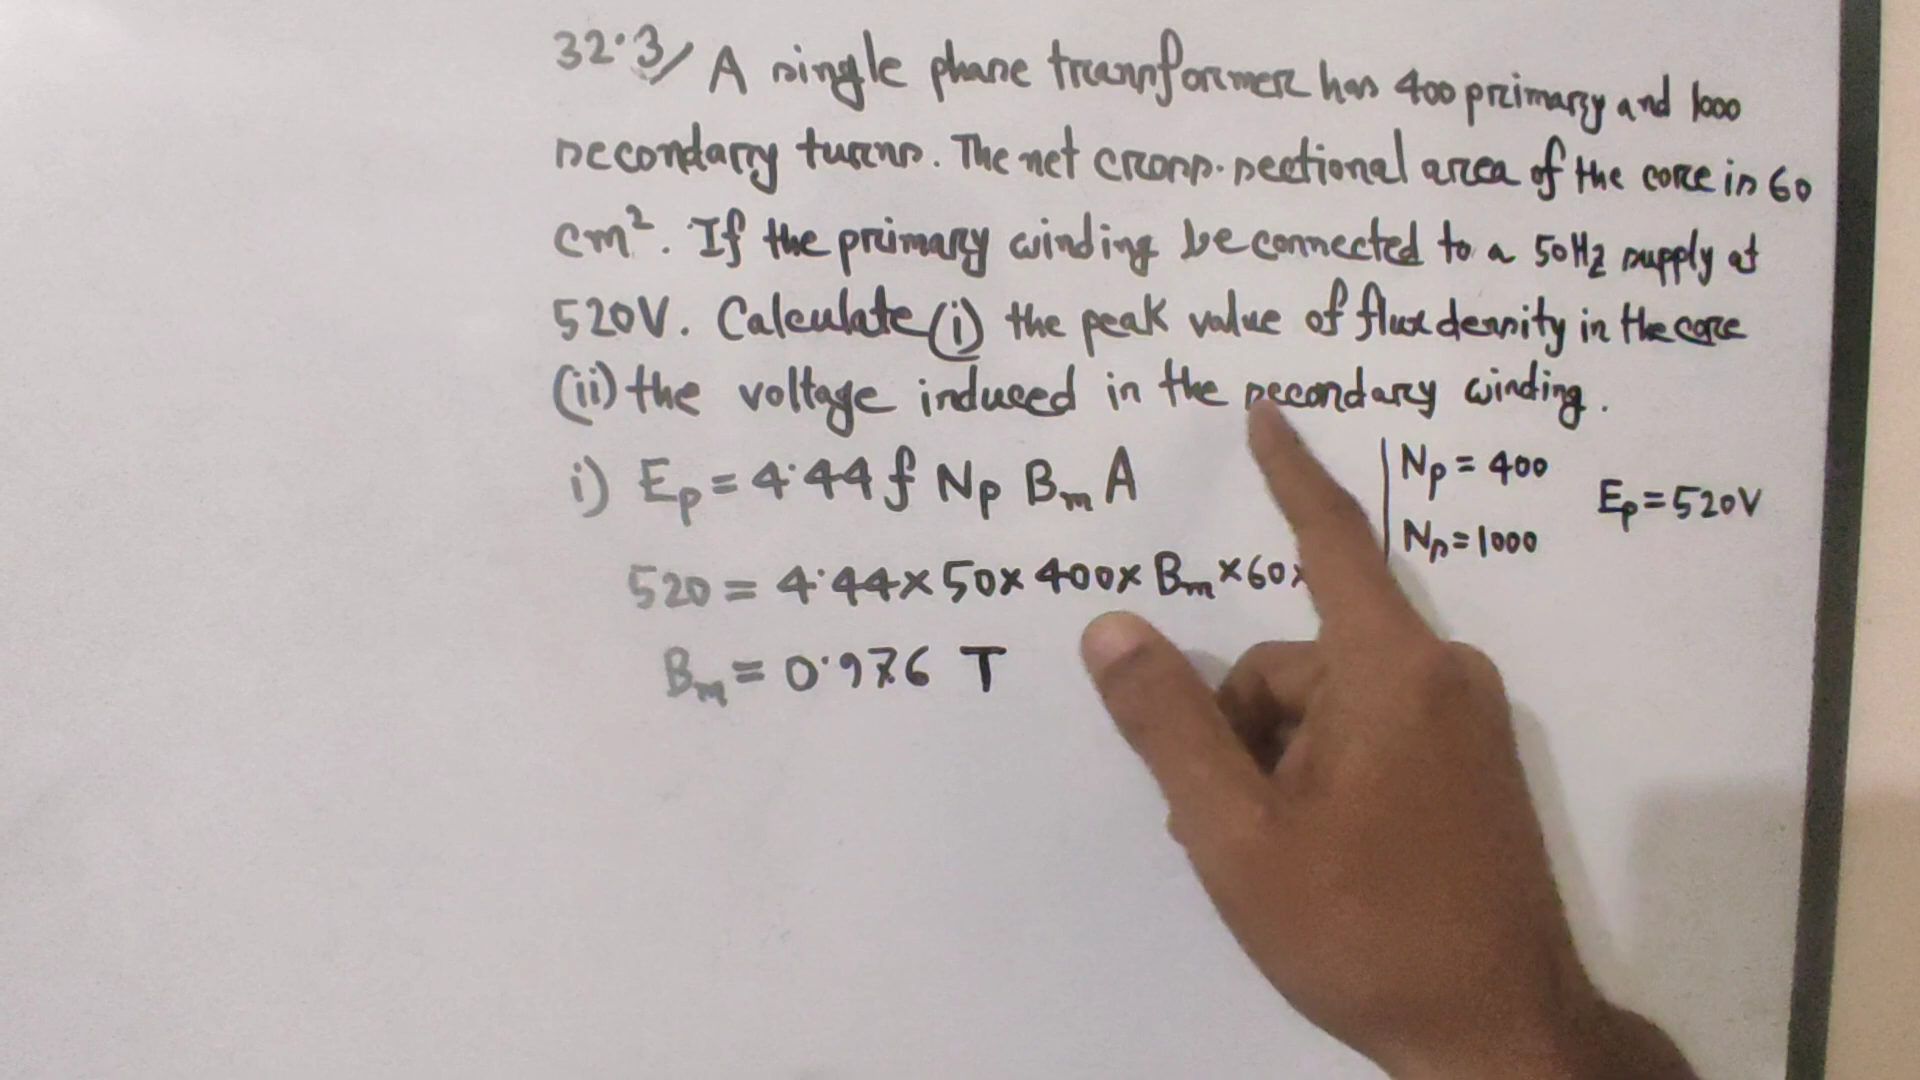 32.3/ A single phase transformer has 400 primary and 1000
secondary turns. The net cross-sectional area of the core is 60
cm². If the primary winding be connected to a 50Hz supply at
520V. Calculate (i) the peak value of flux density in the core
(ii) the voltage induced in the secondary winding.
i) Ep = 4.44 f Np Bm A
Np = 400
Ep = 520V
Ns = 1000
520 = 4.44 × 50 × 400 × Bm × 60 ×
Bm = 0.976 T